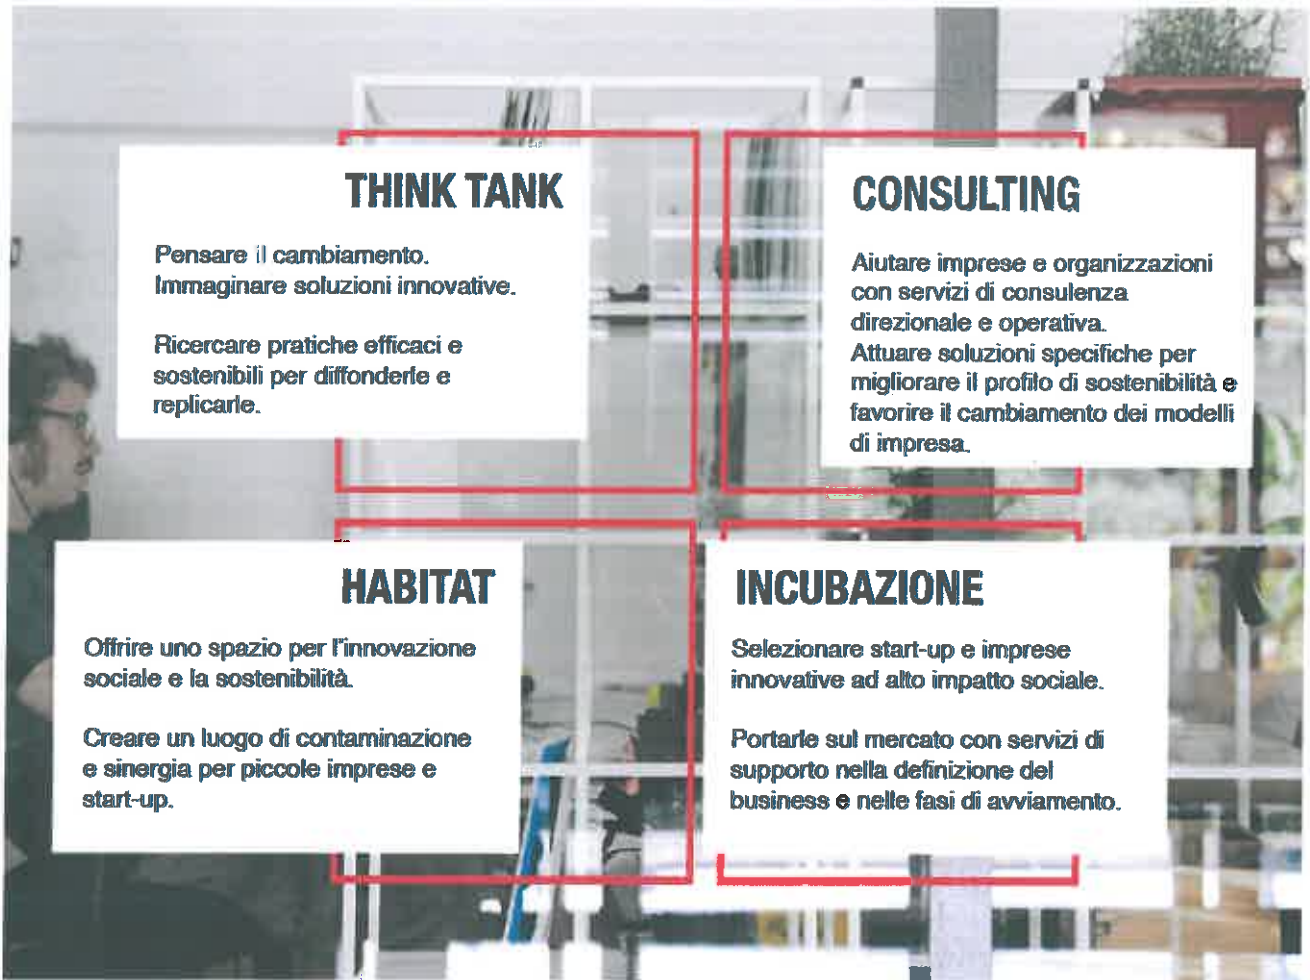 THINK TANK
Pensare il cambiamento.
Immaginare soluzioni innovative.
Ricercare pratiche efficaci e
sostenibili per diffonderle e
replicarle.
CONSULTING
Aiutare imprese e organizzazioni
con servizi di consulenza
direzionale e operativa.
Attuare soluzioni specifiche per
migliorare il profilo di sostenibilità e
favorire il cambiamento dei modelli
di impresa.
HABITAT
Offrire uno spazio per l'innovazione
sociale e la sostenibilità.
Creare un luogo di contaminazione
e sinergia per piccole imprese e
start-up.
INCUBAZIONE
Selezionare start-up e imprese
innovative ad alto impatto sociale.
Portarle sul mercato con servizi di
supporto nella definizione del
business e nelle fasi di avviamento.